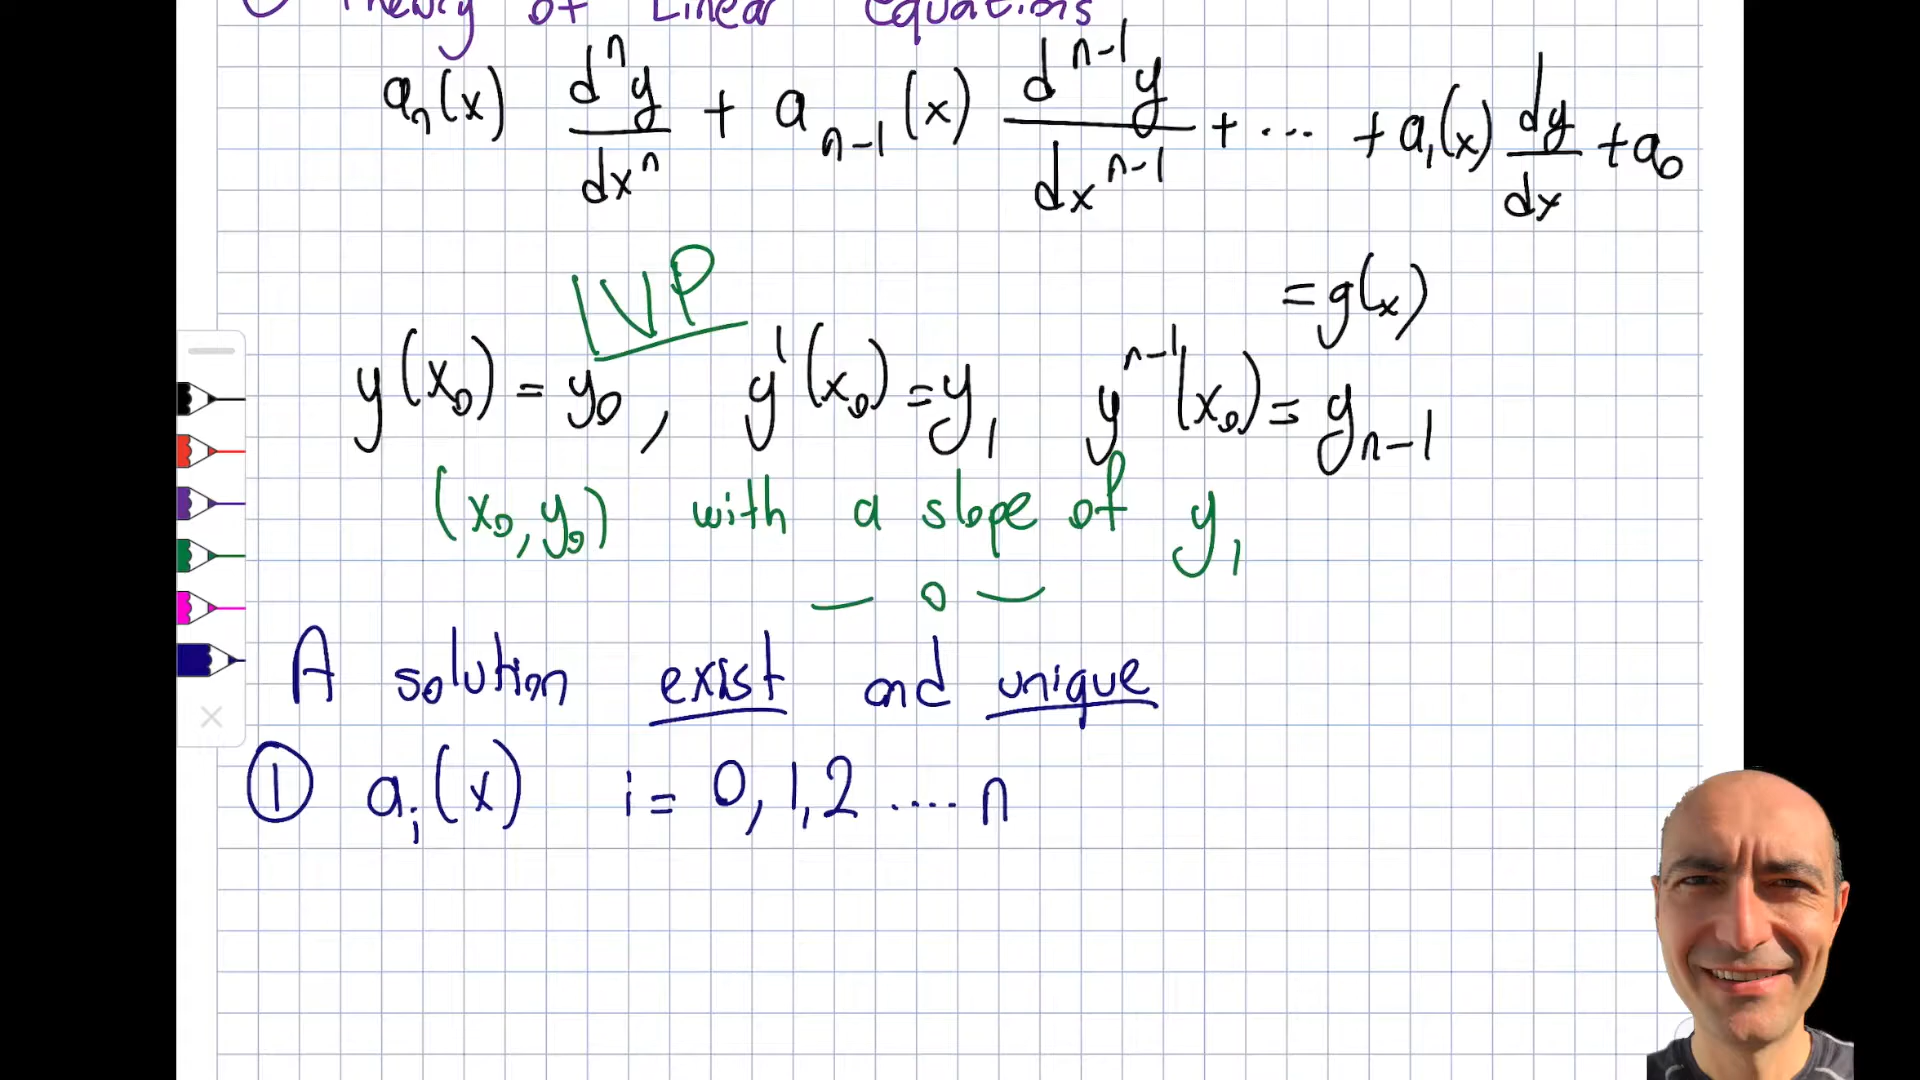 Theory of Linear Equations
aₙ(x) dⁿy/dxⁿ + aₙ₋₁(x) dⁿ⁻¹y/dxⁿ⁻¹ + ... + a₁(x) dy/dx + a₀
= g(x)
IVP
y(x₀) = y₀, y'(x₀) = y₁ yⁿ⁻¹(x₀) = yₙ₋₁
(x₀, y₀) with a slope of y₁
— o —
A solution exist and unique
① aᵢ(x) i = 0, 1, 2 .... n